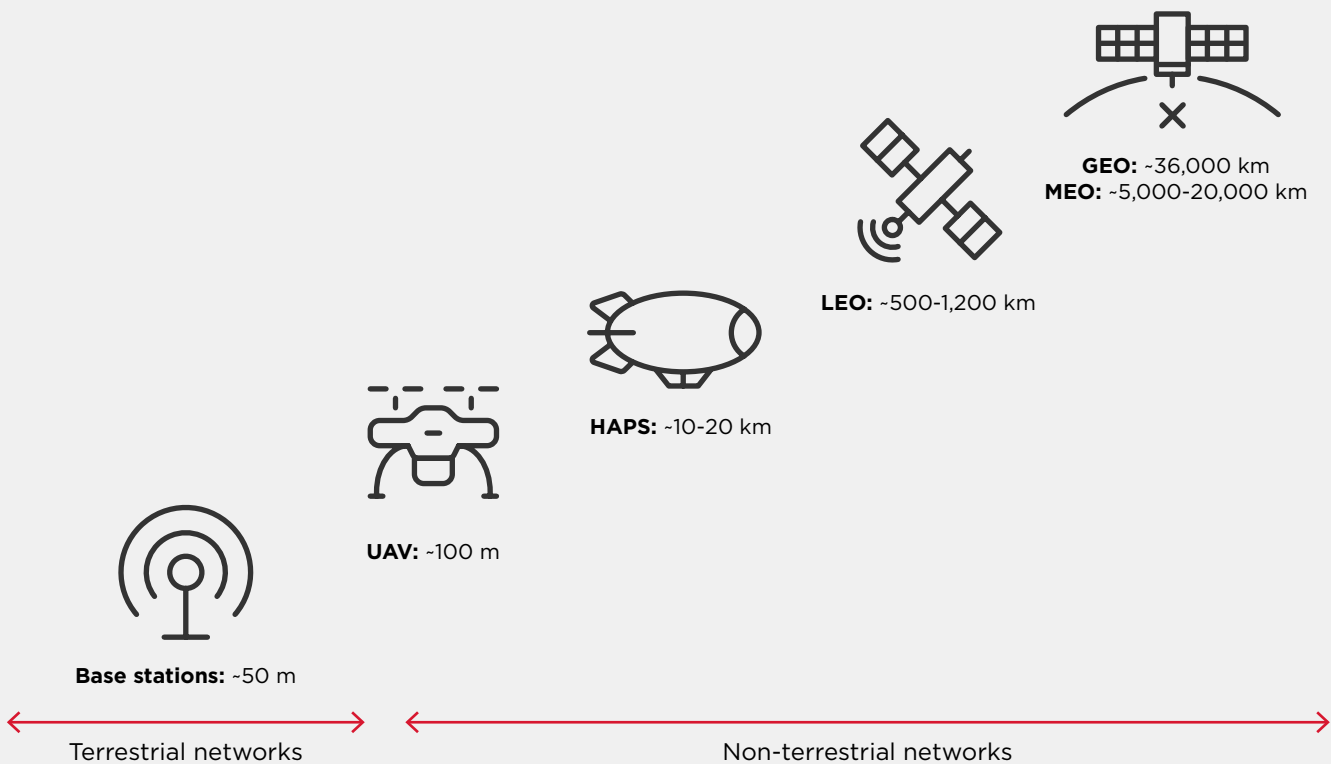 GEO: ~36,000 km
MEO: ~5,000-20,000 km
LEO: ~500-1,200 km
HAPS: ~10-20 km
UAV: ~100 m
Base stations: ~50 m
Terrestrial networks
Non-terrestrial networks